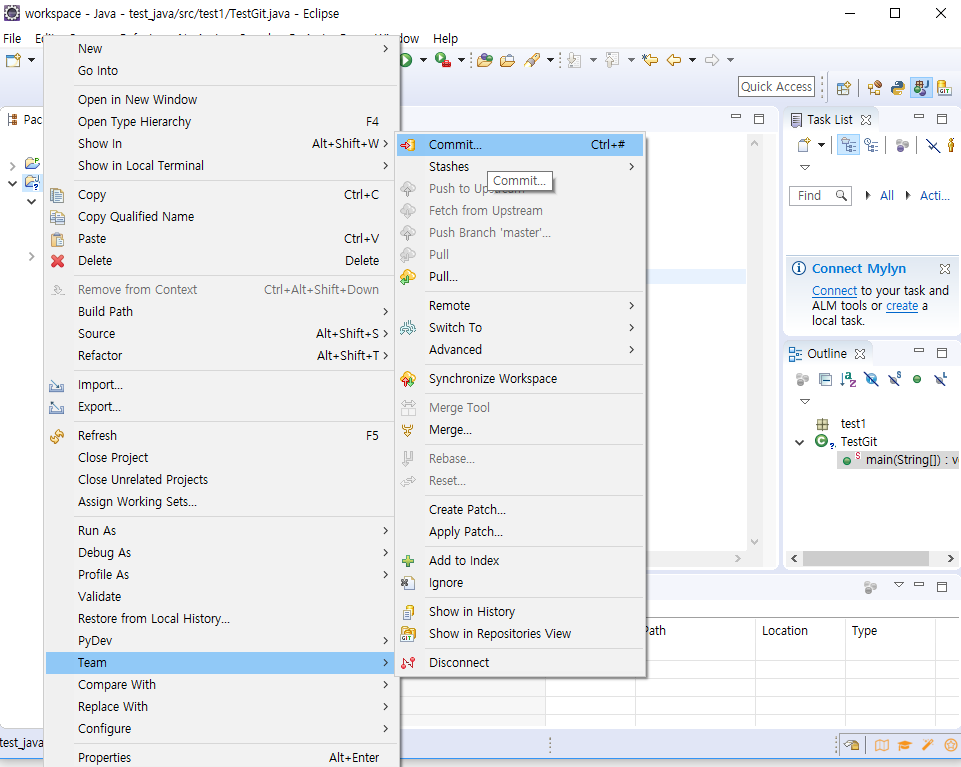 workspace - Java - test_java/src/test1/TestGit.java - Eclipse
File
Window Help
Quick Access
Pac
New
Go Into
Open in New Window
Open Type Hierarchy F4
Show In Alt+Shift+W
Show in Local Terminal
Copy Ctrl+C
Copy Qualified Name
Paste Ctrl+V
Delete Delete
Remove from Context Ctrl+Alt+Shift+Down
Build Path
Source Alt+Shift+S
Refactor Alt+Shift+T
Import...
Export...
Refresh F5
Close Project
Close Unrelated Projects
Assign Working Sets...
Run As
Debug As
Profile As
Validate
Restore from Local History...
PyDev
Team
Compare With
Replace With
Configure
Properties Alt+Enter
Commit... Ctrl+#
Stashes
Commit...
Push to Upstream
Fetch from Upstream
Push Branch 'master'...
Pull
Pull...
Remote
Switch To
Advanced
Synchronize Workspace
Merge Tool
Merge...
Rebase...
Reset...
Create Patch...
Apply Patch...
Add to Index
Ignore
Show in History
Show in Repositories View
Disconnect
Task List
Find All Acti...
Connect Mylyn
Connect to your task and
ALM tools or create a
local task.
Outline
test1
TestGit
main(String[]) : v
Path Location Type
test_java